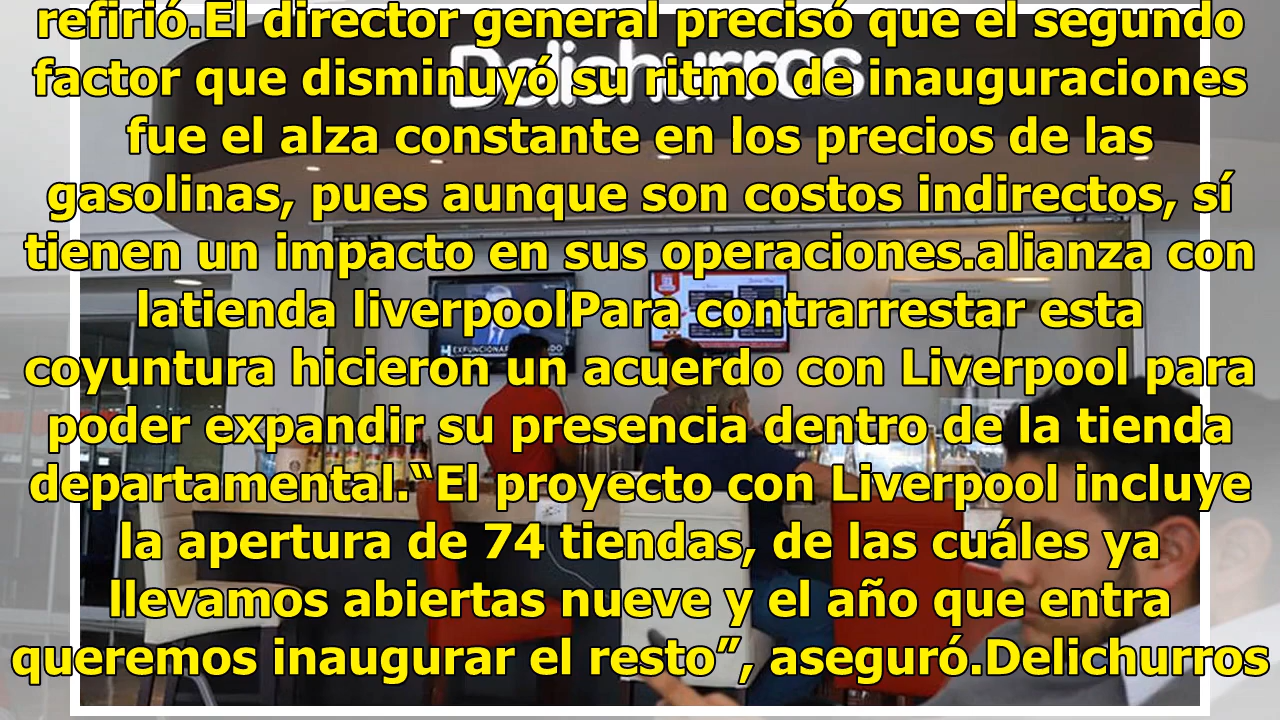 refirió.El director general precisó que el segundo
factor que disminuyó su ritmo de inauguraciones
Delichurros
fue el alza constante en los precios de las
gasolinas, pues aunque son costos indirectos, sí
tienen un impacto en sus operaciones.alianza con
latienda liverpoolPara contrarrestar esta
coyuntura hicieron un acuerdo con Liverpool para
poder expandir su presencia dentro de la tienda
departamental.“El proyecto con Liverpool incluye
la apertura de 74 tiendas, de las cuáles ya
llevamos abiertas nueve y el año que entra
queremos inaugurar el resto”, aseguró.Delichurros